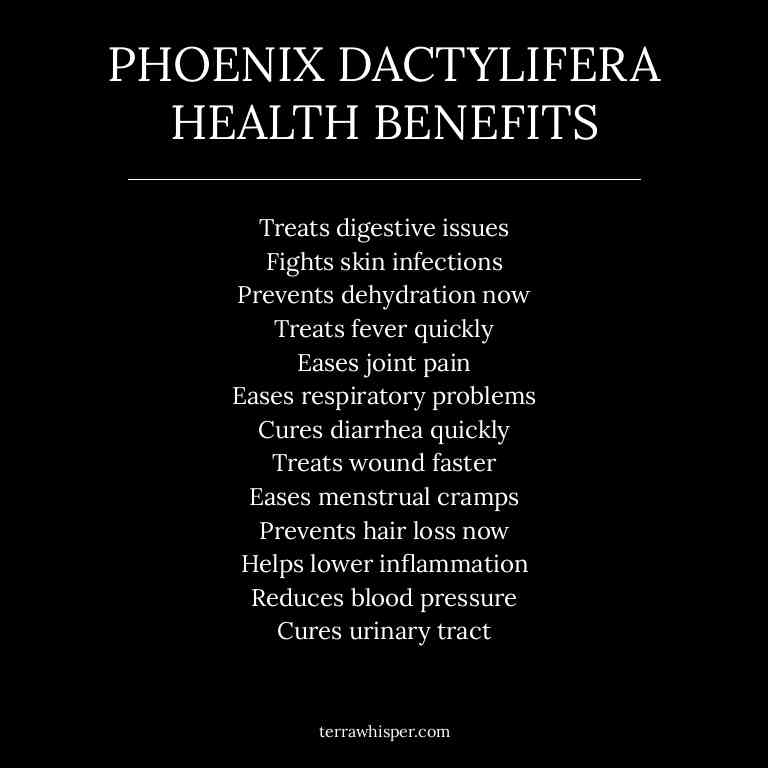 PHOENIX DACTYLIFERA
HEALTH BENEFITS
Treats digestive issues
Fights skin infections
Prevents dehydration now
Treats fever quickly
Eases joint pain
Eases respiratory problems
Cures diarrhea quickly
Treats wound faster
Eases menstrual cramps
Prevents hair loss now
Helps lower inflammation
Reduces blood pressure
Cures urinary tract
terrawhisper.com